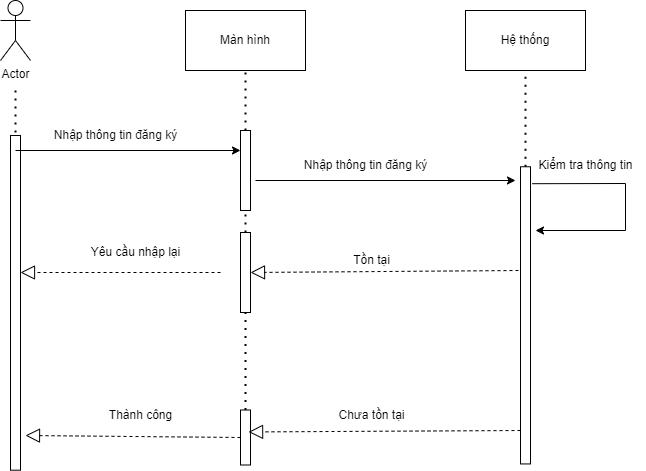 Actor
Màn hình
Hệ thống
Nhập thông tin đăng ký
Nhập thông tin đăng ký
Kiểm tra thông tin
Yêu cầu nhập lại
Tồn tại
Thành công
Chưa tồn tại